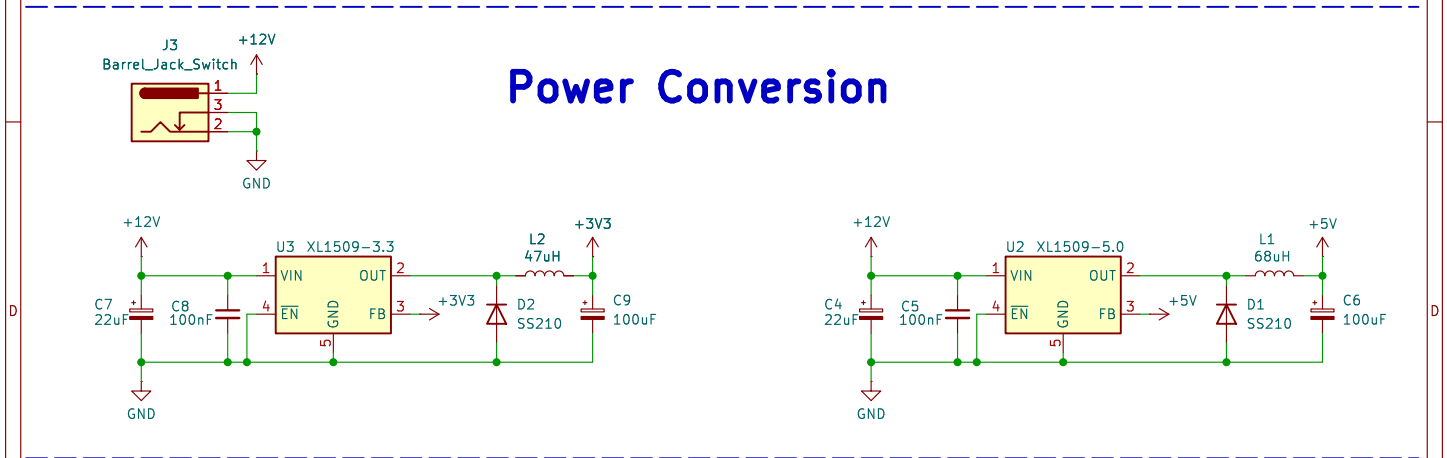 J3
Barrel_Jack_Switch
+12V
1
3
2
GND
Power Conversion
+12V
C7
22uF
C8
100nF
U3 XL1509-3.3
1
VIN
OUT
2
4
EN
GND
FB
3
5
+3V3
D2
SS210
L2
47uH
+3V3
C9
100uF
GND
+12V
C4
22uF
C5
100nF
U2 XL1509-5.0
1
VIN
OUT
2
4
EN
GND
FB
3
5
+5V
D1
SS210
L1
68uH
+5V
C6
100uF
GND
D
D